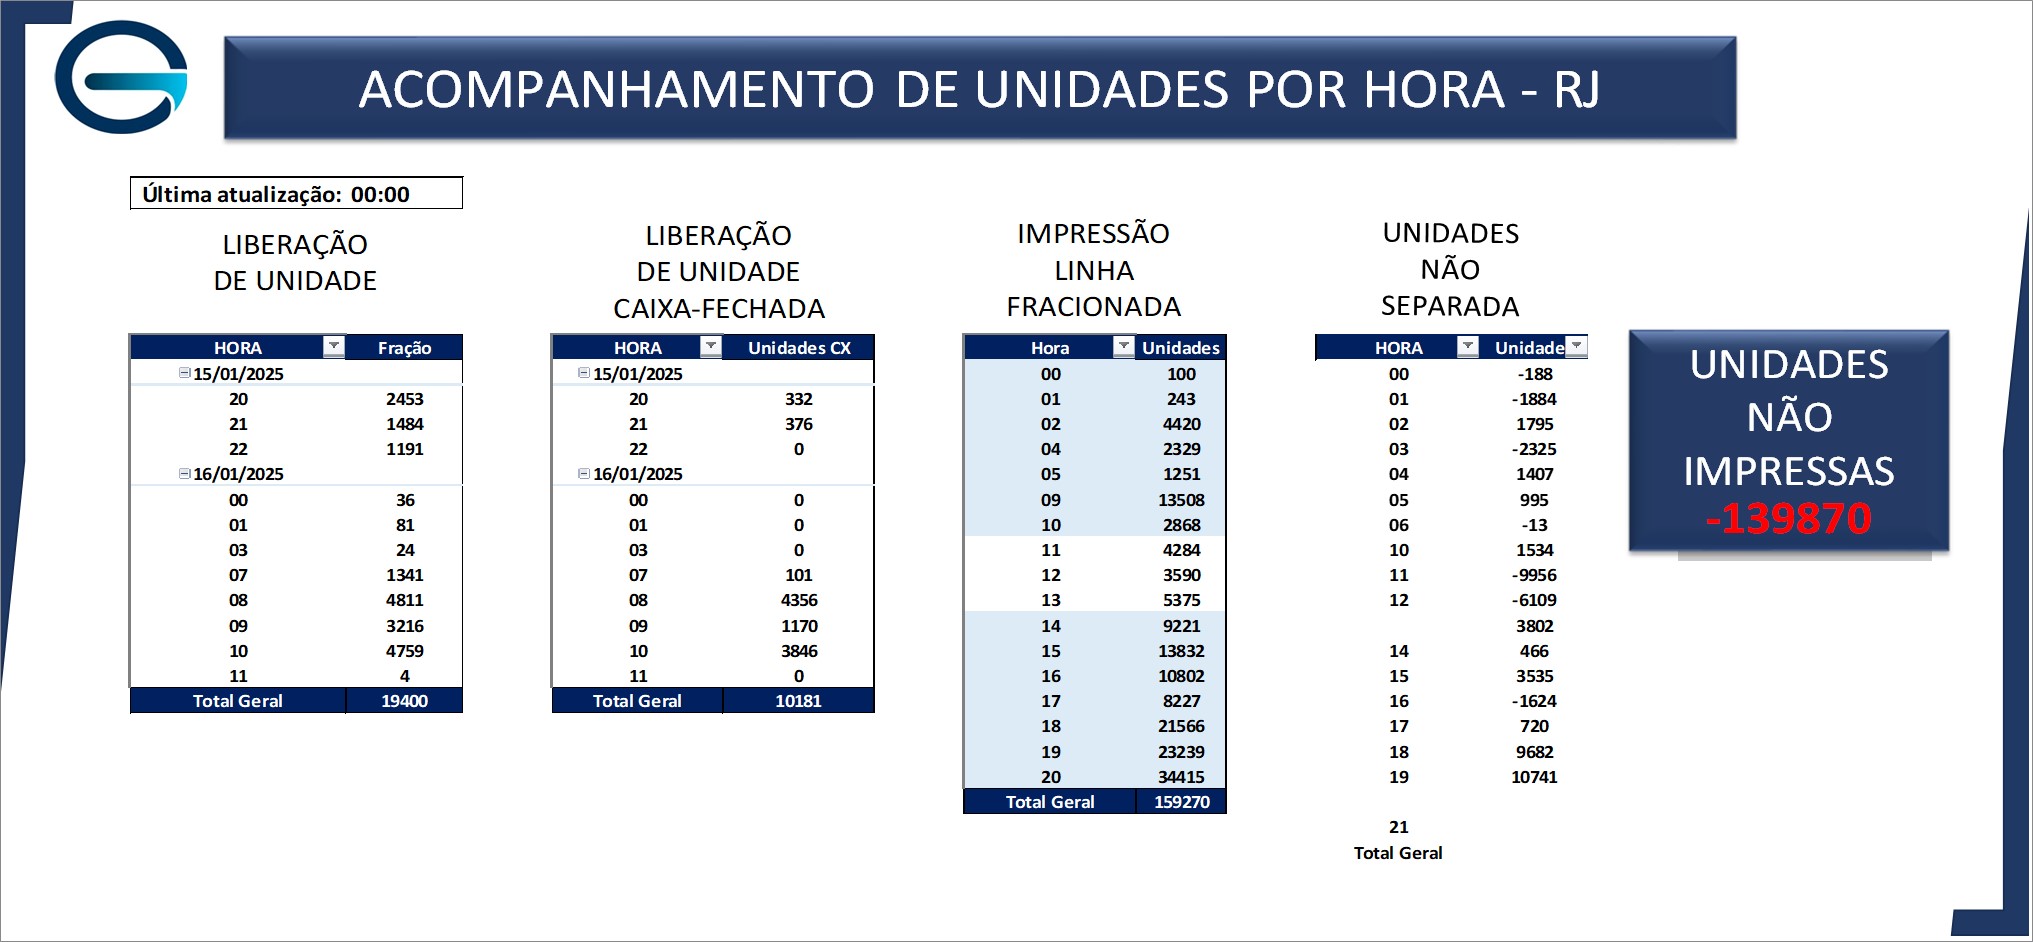 ACOMPANHAMENTO DE UNIDADES POR HORA - RJ
Última atualização: 00:00
LIBERAÇÃO
DE UNIDADE
HORA Fração
15/01/2025
20 2453
21 1484
22 1191
16/01/2025
00 36
01 81
03 24
07 1341
08 4811
09 3216
10 4759
11 4
Total Geral 19400
LIBERAÇÃO
DE UNIDADE
CAIXA-FECHADA
HORA Unidades CX
15/01/2025
20 332
21 376
22 0
16/01/2025
00 0
01 0
03 0
07 101
08 4356
09 1170
10 3846
11 0
Total Geral 10181
IMPRESSÃO
LINHA
FRACIONADA
Hora Unidades
00 100
01 243
02 4420
04 2329
05 1251
09 13508
10 2868
11 4284
12 3590
13 5375
14 9221
15 13832
16 10802
17 8227
18 21566
19 23239
20 34415
Total Geral 159270
UNIDADES
NÃO
SEPARADA
HORA Unidade
00 -188
01 -1884
02 1795
03 -2325
04 1407
05 995
06 -13
10 1534
11 -9956
12 -6109
3802
14 466
15 3535
16 -1624
17 720
18 9682
19 10741
21
Total Geral
UNIDADES
NÃO
IMPRESSAS
-139870